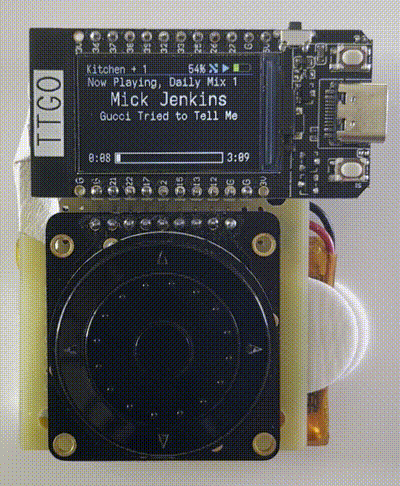 TTGO
Kitchen + 1 54%
Now Playing, Daily Mix 1
Mick Jenkins
Gucci Tried to Tell Me
0:08 3:09